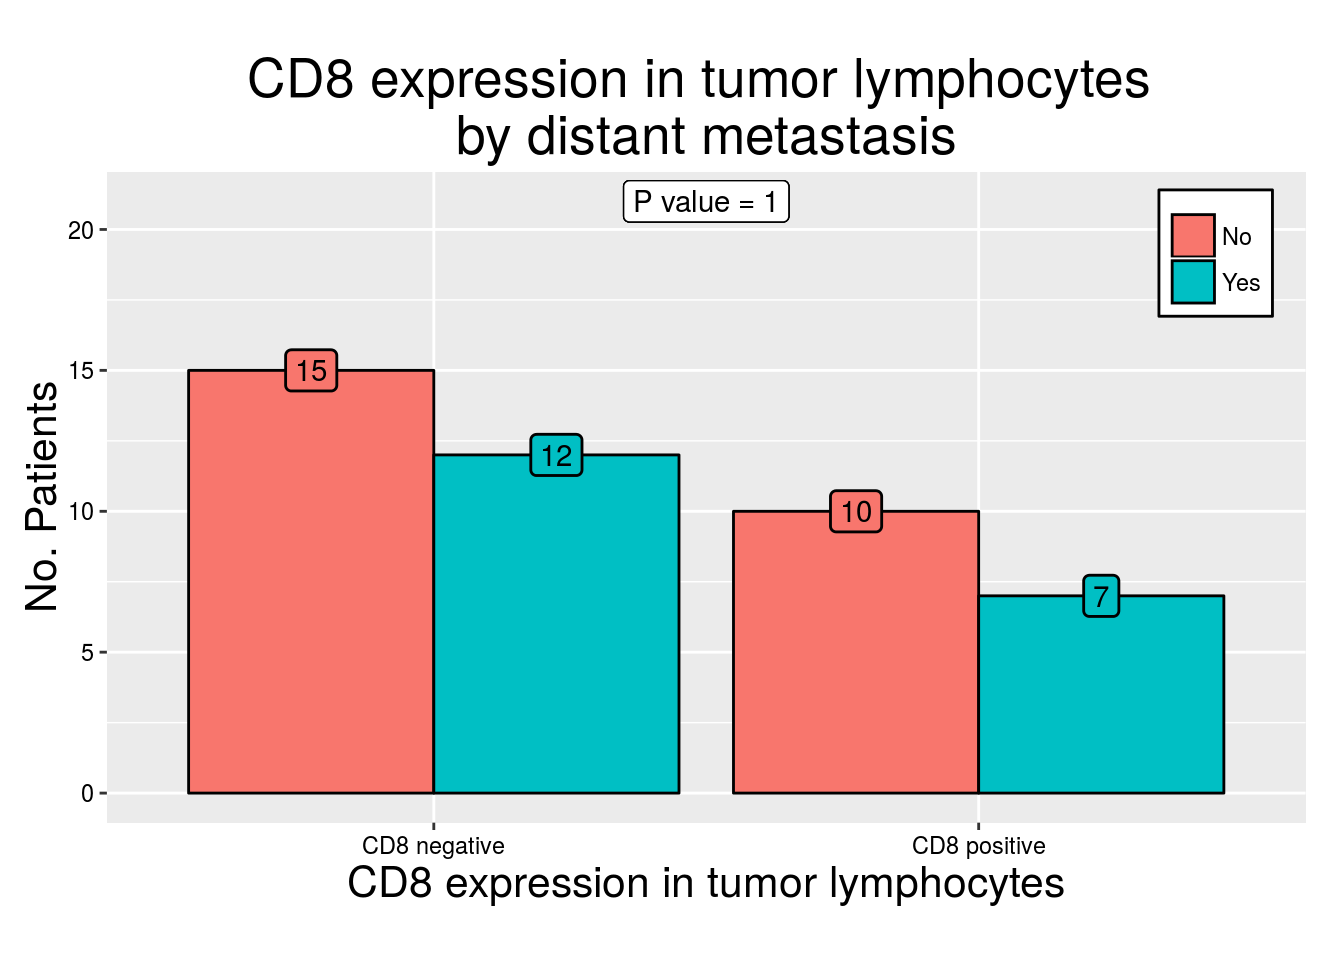 CD8 expression in tumor lymphocytes
by distant metastasis
P value = 1
No
Yes
No. Patients
20
15
10
5
0
15
12
10
7
CD8 negative
CD8 positive
CD8 expression in tumor lymphocytes